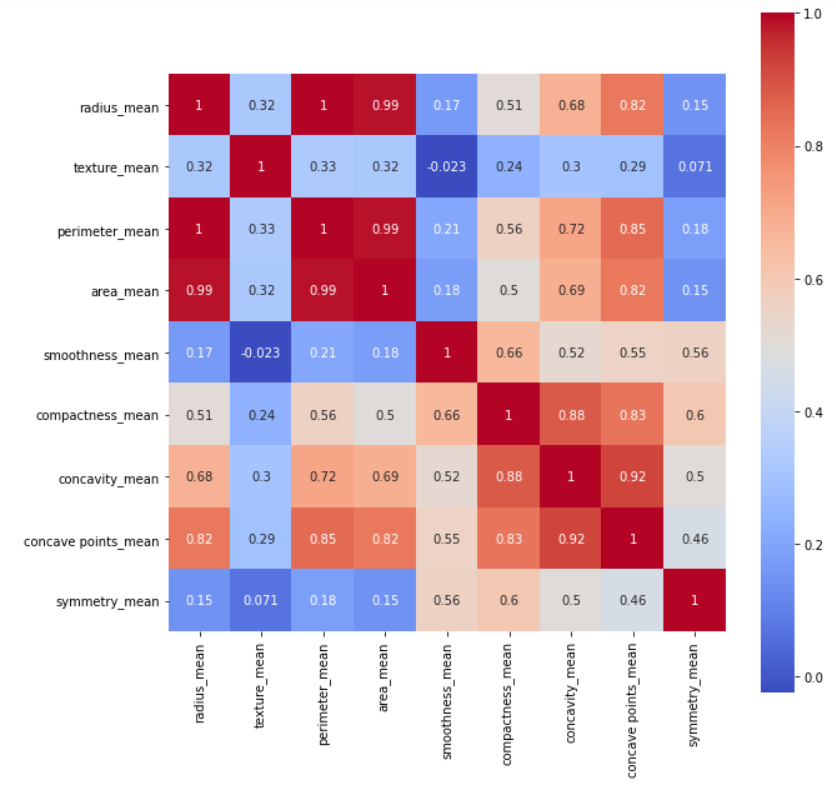 1.0
radius_mean 1 0.32 1 0.99 0.17 0.51 0.68 0.82 0.15
0.8
texture_mean 0.32 1 0.33 0.32 -0.023 0.24 0.3 0.29 0.071
perimeter_mean 1 0.33 1 0.99 0.21 0.56 0.72 0.85 0.18
0.6
area_mean 0.99 0.32 0.99 1 0.18 0.5 0.69 0.82 0.15
smoothness_mean 0.17 -0.023 0.21 0.18 1 0.66 0.52 0.55 0.56
0.4
compactness_mean 0.51 0.24 0.56 0.5 0.66 1 0.88 0.83 0.6
concavity_mean 0.68 0.3 0.72 0.69 0.52 0.88 1 0.92 0.5
0.2
concave points_mean 0.82 0.29 0.85 0.82 0.55 0.83 0.92 1 0.46
symmetry_mean 0.15 0.071 0.18 0.15 0.56 0.6 0.5 0.46 1
0.0
radius_mean
texture_mean
perimeter_mean
area_mean
smoothness_mean
compactness_mean
concavity_mean
concave points_mean
symmetry_mean